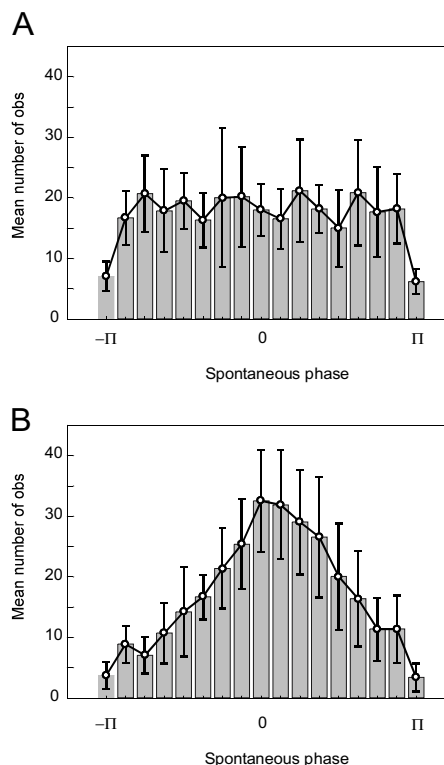 A
Mean number of obs
40
30
20
10
0
–Π 0 Π
Spontaneous phase
B
Mean number of obs
40
30
20
10
0
–Π 0 Π
Spontaneous phase